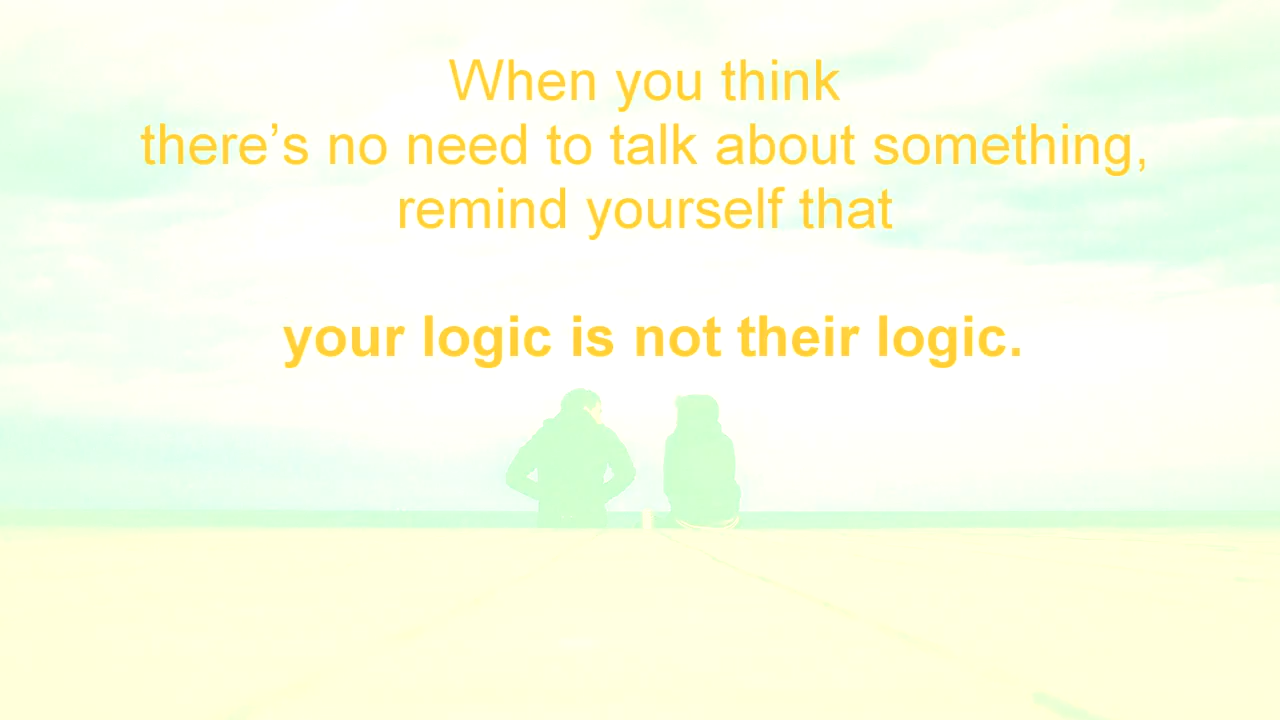 When you think
there’s no need to talk about something,
remind yourself that
your logic is not their logic.